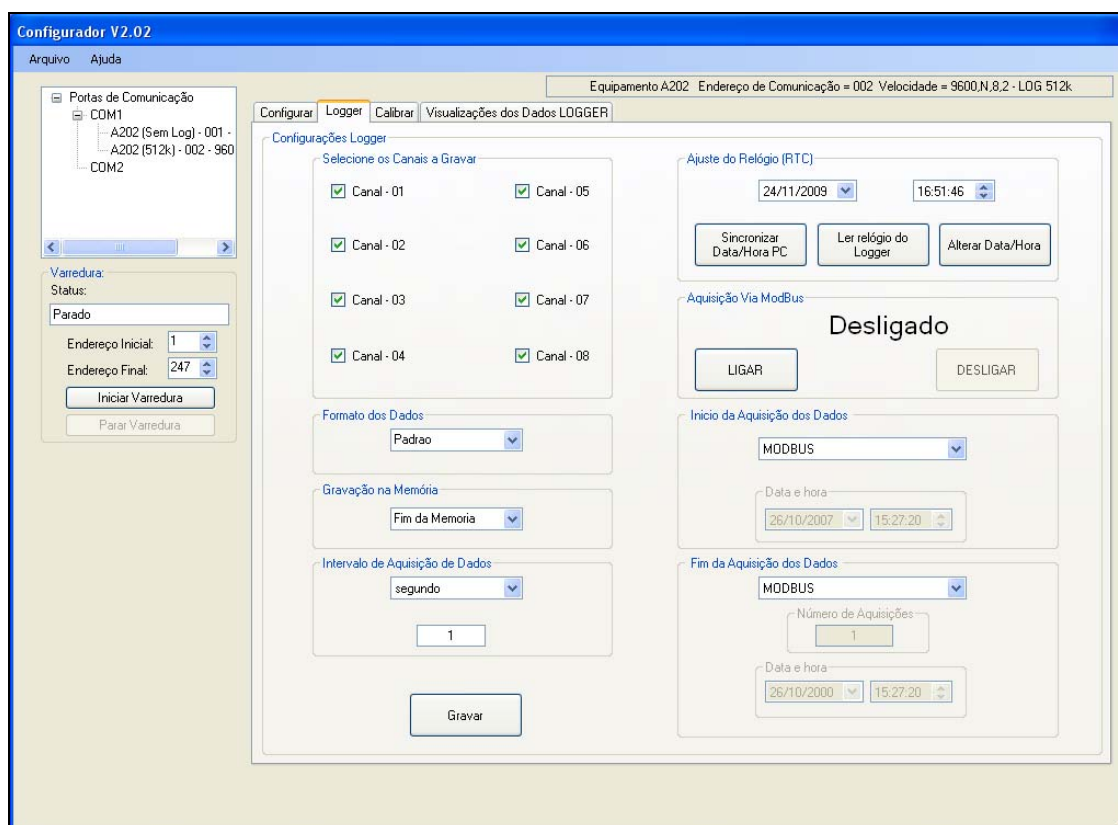 Configurador V2.02
Arquivo Ajuda
Equipamento A202 Endereço de Comunicação = 002 Velocidade = 9600,N,8,2 - LOG 512k
Portas de Comunicação
COM1
A202 (Sem Log) - 001 -
A202 (512k) - 002 - 960
COM2
Varredura:
Status:
Parado
Endereço Inicial: 1
Endereço Final: 247
Iniciar Varredura
Parar Varredura
Configurar Logger Calibrar Visualizações dos Dados LOGGER
Configurações Logger
Selecione os Canais a Gravar
Canal - 01 Canal - 05
Canal - 02 Canal - 06
Canal - 03 Canal - 07
Canal - 04 Canal - 08
Formato dos Dados
Padrao
Gravação na Memória
Fim da Memoria
Intervalo de Aquisição de Dados
segundo
1
Gravar
Ajuste do Relógio (RTC)
24/11/2009 16:51:46
Sincronizar Data/Hora PC
Ler relógio do Logger
Alterar Data/Hora
Aquisição Via ModBus
Desligado
LIGAR DESLIGAR
Inicio da Aquisição dos Dados
MODBUS
Data e hora
26/10/2007 15:27:20
Fim da Aquisição dos Dados
MODBUS
Número de Aquisições
1
Data e hora
26/10/2000 15:27:20